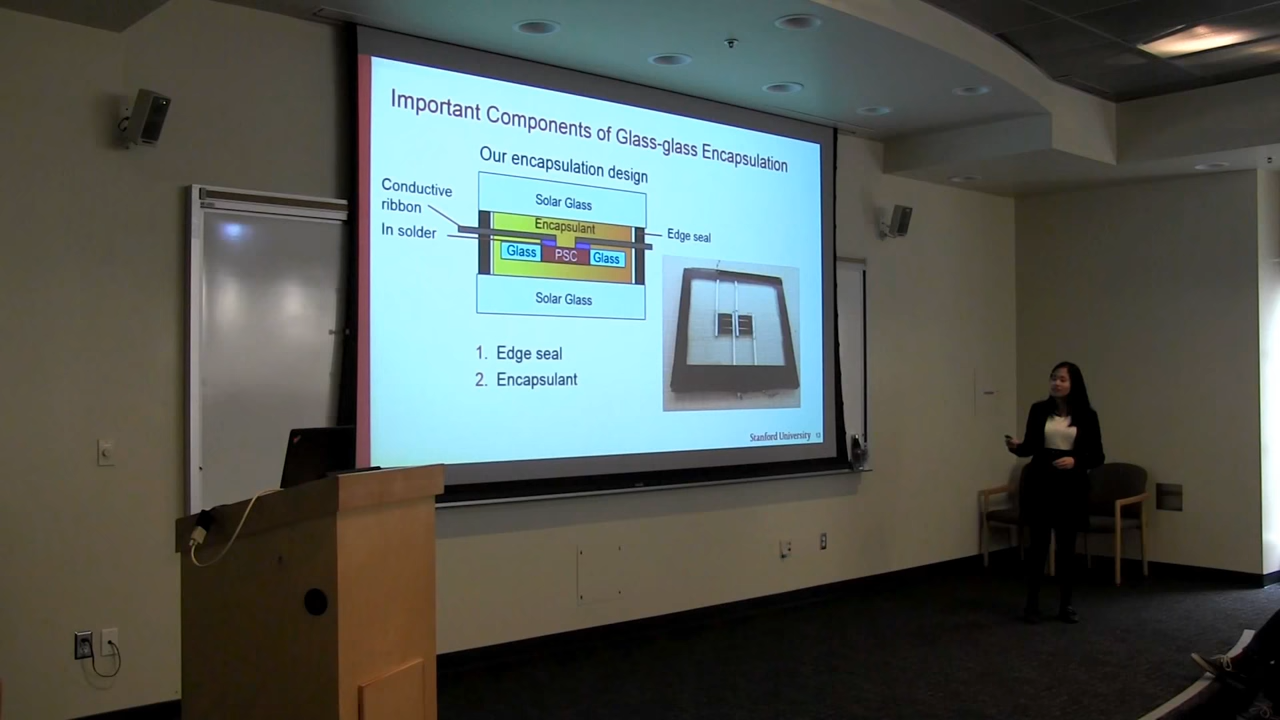 Important Components of Glass-glass Encapsulation
Our encapsulation design
Conductive
ribbon
In solder
Solar Glass
Encapsulant
Edge seal
Glass
PSC
Glass
Solar Glass
1. Edge seal
2. Encapsulant
Stanford University